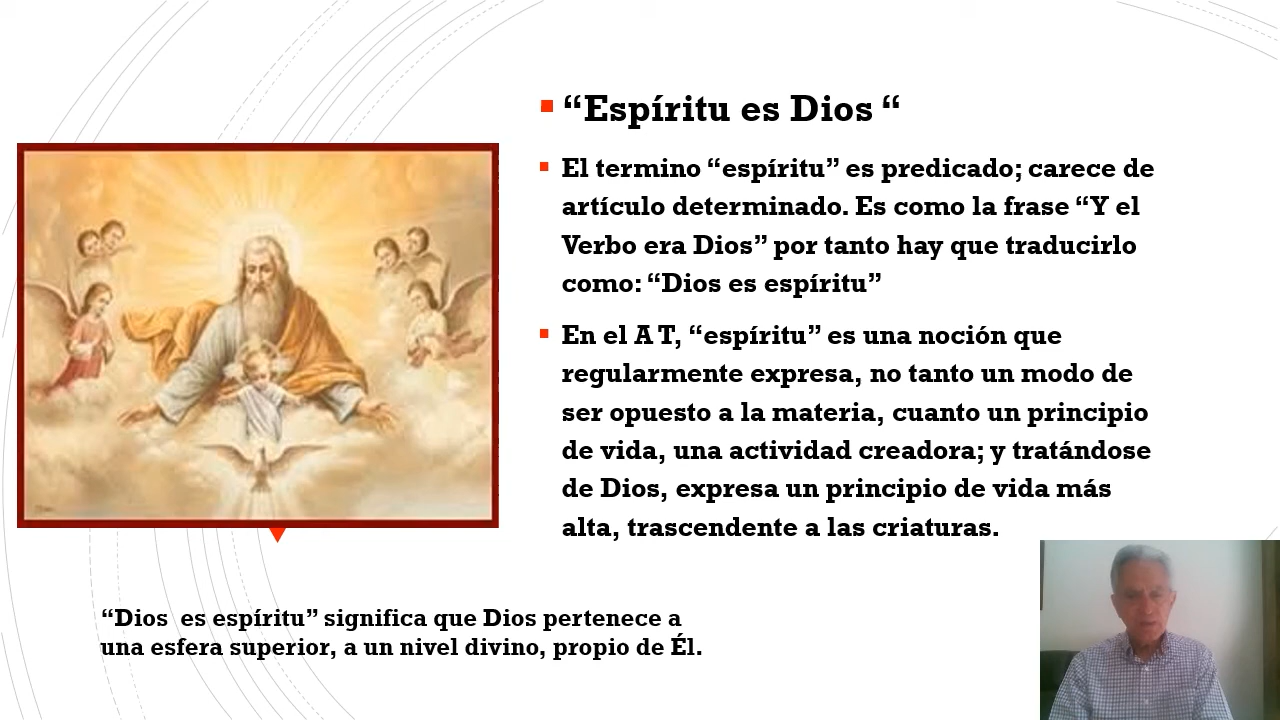 “Espíritu es Dios “
El termino “espíritu” es predicado; carece de
artículo determinado. Es como la frase “Y el
Verbo era Dios” por tanto hay que traducirlo
como: “Dios es espíritu”
En el A T, “espíritu” es una noción que
regularmente expresa, no tanto un modo de
ser opuesto a la materia, cuanto un principio
de vida, una actividad creadora; y tratándose
de Dios, expresa un principio de vida más
alta, trascendente a las criaturas.
“Dios es espíritu” significa que Dios pertenece a
una esfera superior, a un nivel divino, propio de Él.